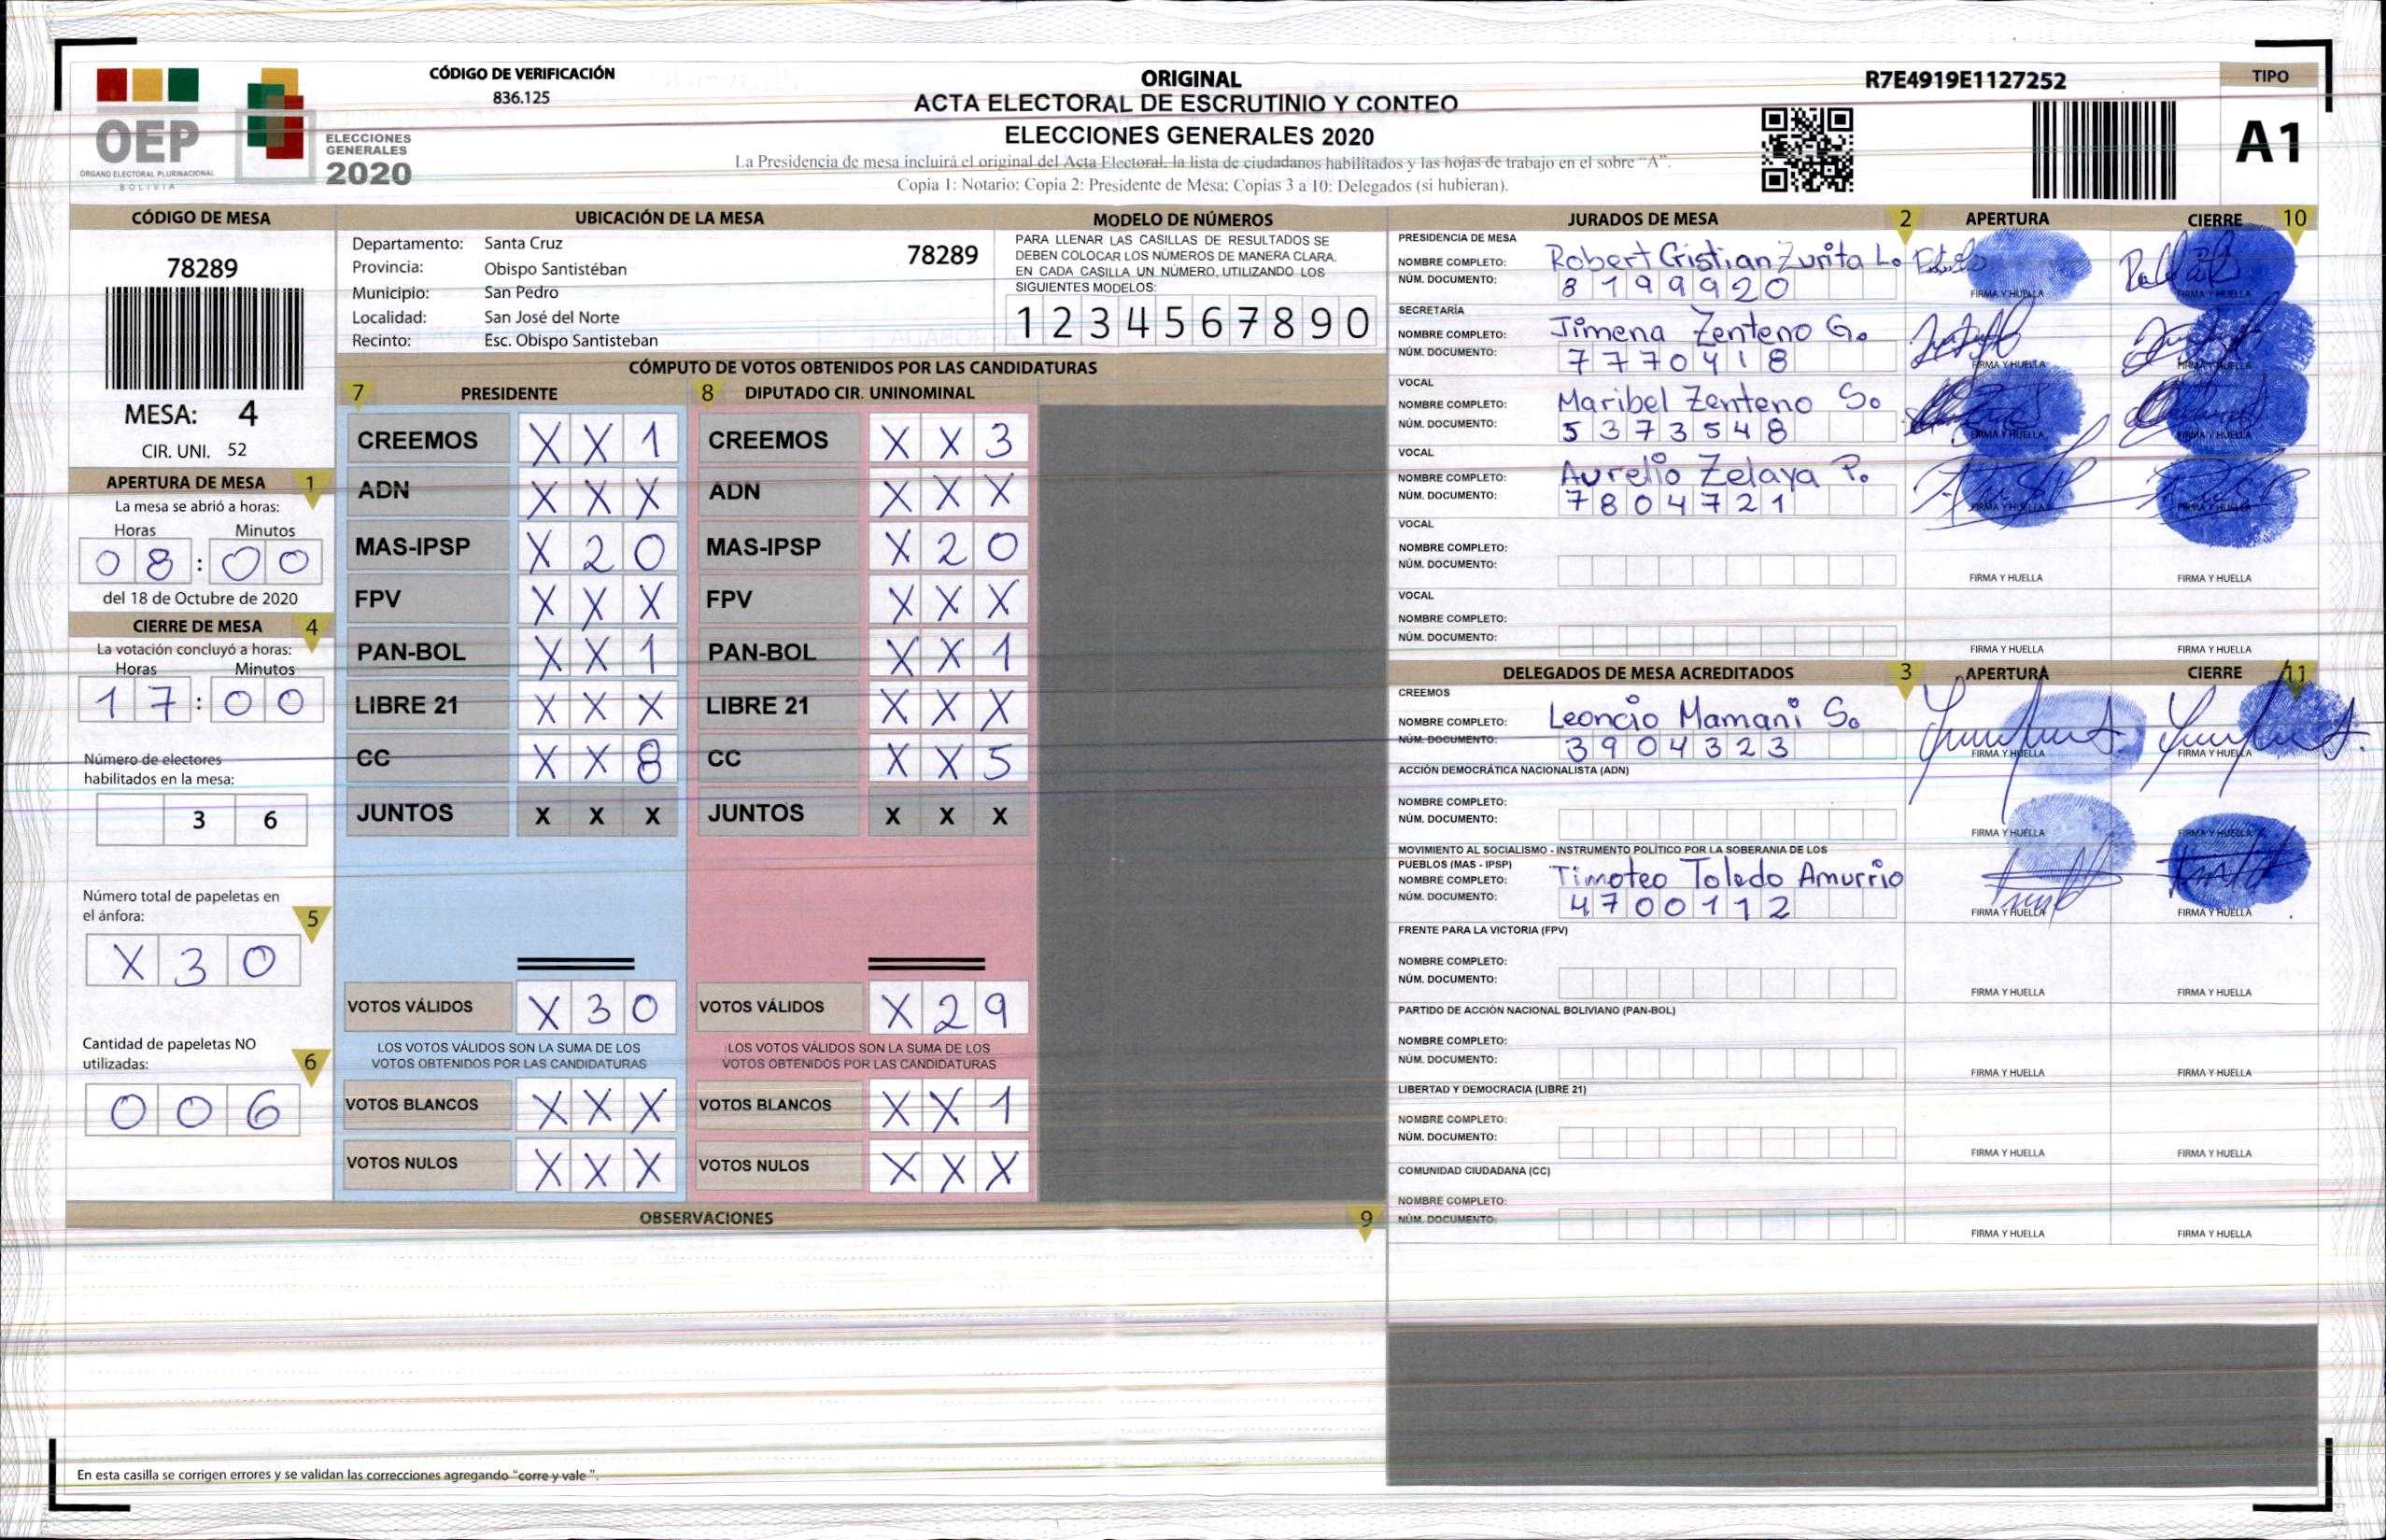 CÓDIGO DE VERIFICACIÓN
836.125
ORIGINAL
ACTA ELECTORAL DE ESCRUTINIO Y CONTEO
ELECCIONES GENERALES 2020
La Presidencia de mesa incluirá el original del Acta Electoral, la lista de ciudadanos habilitados y las hojas de trabajo en el sobre "A".
Copia 1: Notario; Copia 2: Presidente de Mesa; Copias 3 a 10: Delegados (si hubieran).
R7E4919E1127252
TIPO
A1
OEP
ÓRGANO ELECTORAL PLURINACIONAL
BOLIVIA
ELECCIONES
GENERALES
2020
CÓDIGO DE MESA
78289
MESA: 4
CIR. UNI. 52
APERTURA DE MESA 1
La mesa se abrió a horas:
Horas Minutos
08:00
del 18 de Octubre de 2020
CIERRE DE MESA 4
La votación concluyó a horas:
Horas Minutos
17:00
Número de electores
habilitados en la mesa:
3 6
Número total de papeletas en
el ánfora: 5
X 3 0
Cantidad de papeletas NO
utilizadas: 6
0 0 6
UBICACIÓN DE LA MESA
Departamento: Santa Cruz
78289
Provincia: Obispo Santistéban
Municipio: San Pedro
Localidad: San José del Norte
Recinto: Esc. Obispo Santisteban
MODELO DE NÚMEROS
PARA LLENAR LAS CASILLAS DE RESULTADOS SE
DEBEN COLOCAR LOS NÚMEROS DE MANERA CLARA.
EN CADA CASILLA UN NÚMERO, UTILIZANDO LOS
SIGUIENTES MODELOS:
1 2 3 4 5 6 7 8 9 0
CÓMPUTO DE VOTOS OBTENIDOS POR LAS CANDIDATURAS
7 PRESIDENTE
CREEMOS X X 1
ADN X X X
MAS-IPSP X 2 0
FPV X X X
PAN-BOL X X 1
LIBRE 21 X X X
CC X X 8
JUNTOS X X X
VOTOS VÁLIDOS X 3 0
LOS VOTOS VÁLIDOS SON LA SUMA DE LOS
VOTOS OBTENIDOS POR LAS CANDIDATURAS
VOTOS BLANCOS X X X
VOTOS NULOS X X X
8 DIPUTADO CIR. UNINOMINAL
CREEMOS X X 3
ADN X X X
MAS-IPSP X 2 0
FPV X X X
PAN-BOL X X 1
LIBRE 21 X X X
CC X X 5
JUNTOS X X X
VOTOS VÁLIDOS X 2 9
LOS VOTOS VÁLIDOS SON LA SUMA DE LOS
VOTOS OBTENIDOS POR LAS CANDIDATURAS
VOTOS BLANCOS X X 1
VOTOS NULOS X X X
OBSERVACIONES 9
En esta casilla se corrigen errores y se validan las correcciones agregando "corre y vale".
JURADOS DE MESA 2 APERTURA CIERRE 10
PRESIDENCIA DE MESA
NOMBRE COMPLETO: Robert Cristian Zurita L.
NÚM. DOCUMENTO: 8199920
FIRMA Y HUELLA FIRMA Y HUELLA
SECRETARÍA
NOMBRE COMPLETO: Jimena Zenteno G.
NÚM. DOCUMENTO: 7770418
FIRMA Y HUELLA FIRMA Y HUELLA
VOCAL
NOMBRE COMPLETO: Maribel Zenteno S.
NÚM. DOCUMENTO: 5373548
FIRMA Y HUELLA FIRMA Y HUELLA
VOCAL
NOMBRE COMPLETO: Aurelio Zelaya P.
NÚM. DOCUMENTO: 7804721
FIRMA Y HUELLA FIRMA Y HUELLA
VOCAL
NOMBRE COMPLETO:
NÚM. DOCUMENTO:
FIRMA Y HUELLA FIRMA Y HUELLA
VOCAL
NOMBRE COMPLETO:
NÚM. DOCUMENTO:
FIRMA Y HUELLA FIRMA Y HUELLA
DELEGADOS DE MESA ACREDITADOS 3 APERTURA CIERRE 11
CREEMOS
NOMBRE COMPLETO: Leoncio Mamani S.
NÚM. DOCUMENTO: 3904323
FIRMA Y HUELLA FIRMA Y HUELLA
ACCIÓN DEMOCRÁTICA NACIONALISTA (ADN)
NOMBRE COMPLETO:
NÚM. DOCUMENTO:
FIRMA Y HUELLA FIRMA Y HUELLA
MOVIMIENTO AL SOCIALISMO - INSTRUMENTO POLÍTICO POR LA SOBERANIA DE LOS
PUEBLOS (MAS - IPSP)
NOMBRE COMPLETO: Timoteo Toledo Amurrio
NÚM. DOCUMENTO: 4700112
FIRMA Y HUELLA FIRMA Y HUELLA
FRENTE PARA LA VICTORIA (FPV)
NOMBRE COMPLETO:
NÚM. DOCUMENTO:
FIRMA Y HUELLA FIRMA Y HUELLA
PARTIDO DE ACCIÓN NACIONAL BOLIVIANO (PAN-BOL)
NOMBRE COMPLETO:
NÚM. DOCUMENTO:
FIRMA Y HUELLA FIRMA Y HUELLA
LIBERTAD Y DEMOCRACIA (LIBRE 21)
NOMBRE COMPLETO:
NÚM. DOCUMENTO:
FIRMA Y HUELLA FIRMA Y HUELLA
COMUNIDAD CIUDADANA (CC)
NOMBRE COMPLETO:
NÚM. DOCUMENTO:
FIRMA Y HUELLA FIRMA Y HUELLA